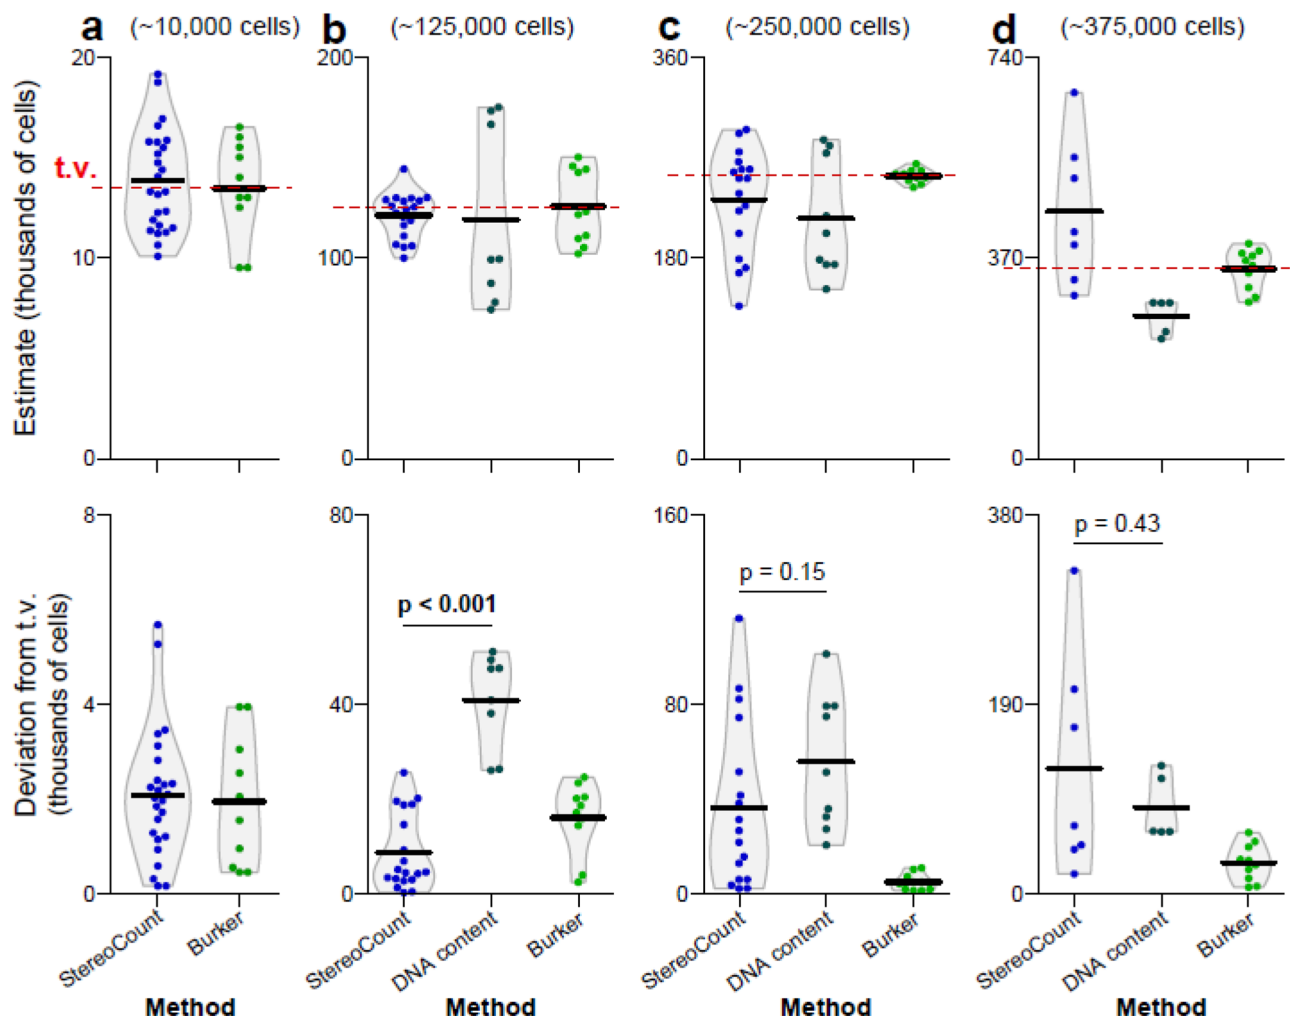 a (~10,000 cells) b (~125,000 cells) c (~250,000 cells) d (~375,000 cells)
20 200 360 740
Estimate (thousands of cells)
t.v.
10 100 180 370
0 0 0 0
8 80 160 380
p = 0.43
p = 0.15
p < 0.001
Deviation from t.v.
(thousands of cells)
4 40 80 190
0 0 0 0
StereoCount Burker StereoCount DNA content Burker StereoCount DNA content Burker StereoCount DNA content Burker
Method Method Method Method